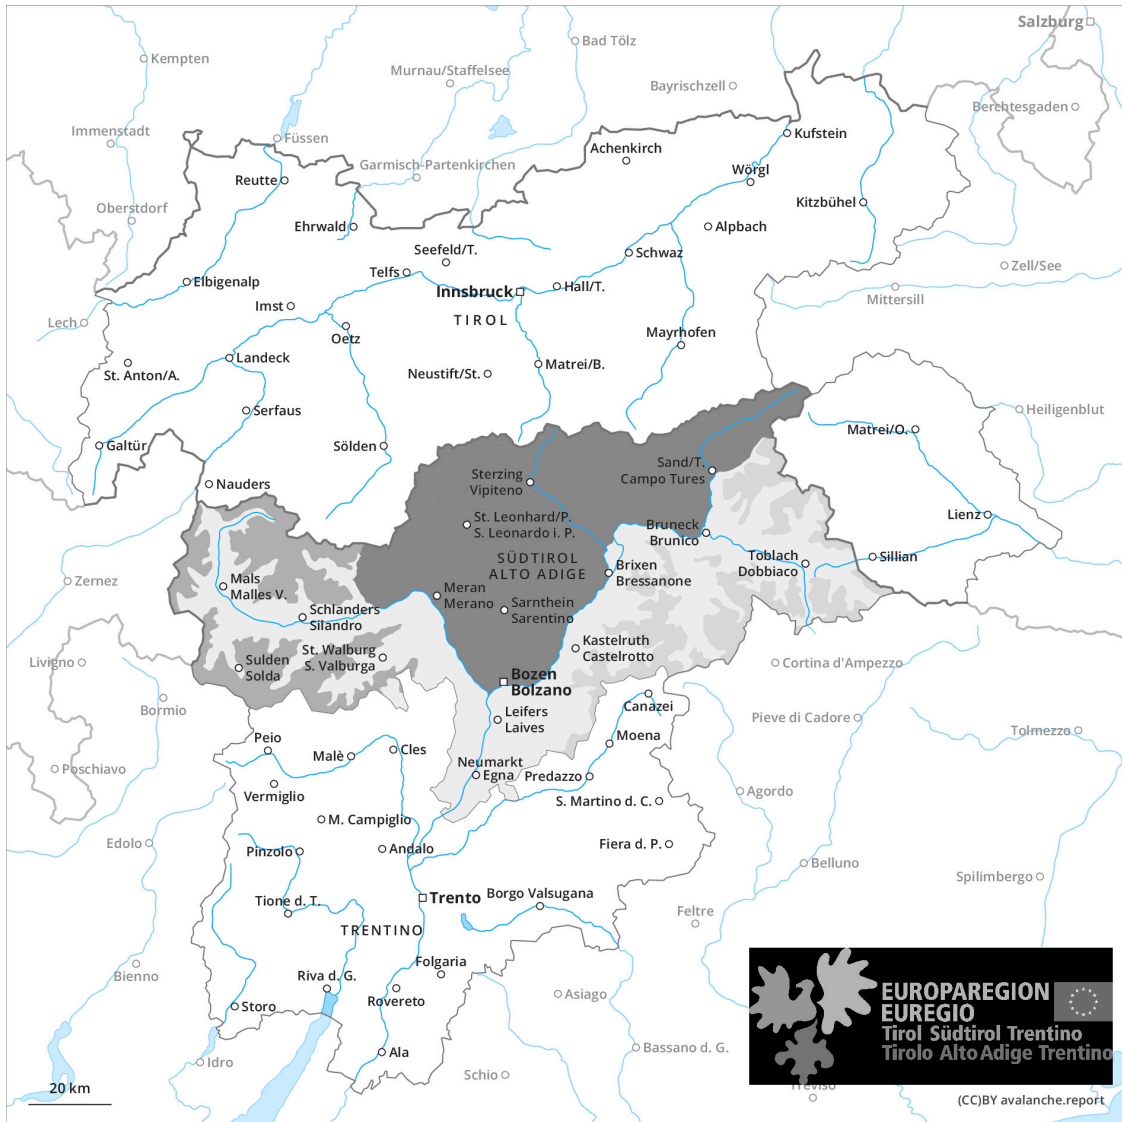 Salzburg
Bad Tölz
Kempten
Murnau/Staffelsee
Bayrischzell
Berchtesgaden
Immenstadt
Füssen
Kufstein
Achenkirch
Garmisch-Partenkirchen
Wörgl
Reutte
Kitzbühel
Oberstdorf
Ehrwald
Alpbach
Seefeld/T.
Schwaz
Zell/See
Telfs
Elbigenalp
Hall/T.
Innsbruck
Mittersill
Imst
Lech
TIROL
Oetz
Mayrhofen
Landeck
Matrei/B.
St. Anton/A.
Neustift/St.
Serfaus
Heiligenblut
Matrei/O.
Galtür
Sölden
Sand/T.
Campo Tures
Sterzing
Vipiteno
Nauders
Lienz
St. Leonhard/P.
S. Leonardo i. P.
Bruneck
Brunico
SÜDTIROL
ALTO ADIGE
Toblach
Dobbiaco
Sillian
Brixen
Bressanone
Zernez
Mals
Malles V.
Meran
Merano
Schlanders
Silandro
Sarnthein
Sarentino
Kastelruth
Castelrotto
St. Walburg
S. Valburga
Livigno
Sulden
Solda
Cortina d'Ampezzo
Bozen
Bolzano
Bormio
Canazei
Leifers
Laives
Pieve di Cadore
Tolmezzo
Peio
Moena
Malè
Cles
Neumarkt
Egna
Poschiavo
Predazzo
Vermiglio
Agordo
S. Martino d. C.
M. Campiglio
Edolo
Fiera d. P.
Pinzolo
Andalo
Belluno
Spilimbergo
Trento
Borgo Valsugana
Tione d. T.
Feltre
TRENTINO
Folgaria
Bienno
Riva d. G.
Rovereto
Asiago
EUROPAREGION
EUREGIO
Tirol Südtirol Trentino
Tirolo Alto Adige Trentino
Storo
Bassano d. G.
Ala
Idro
Schio
Treviso
20 km
(CC)BY avalanche.report